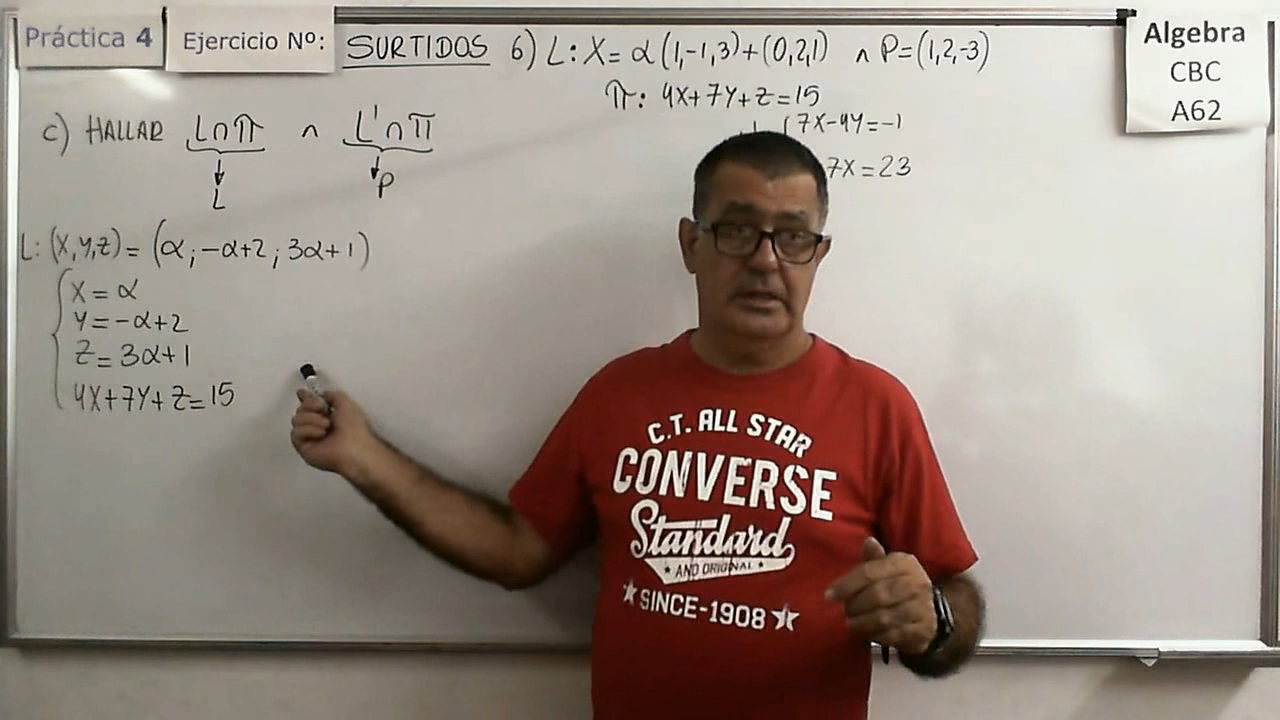 Práctica 4
Ejercicio Nº:
SURTIDOS 6) L: X= α(1,-1,3)+(0,2,1) ∧ P=(1,2,-3)
π: 4X+7Y+Z=15
7X-4Y=-1
7X=23
Algebra
CBC
A62
c) HALLAR L∩π ∧ L'∩π
L
P
L: (X,Y,Z)= (α;-α+2;3α+1)
X=α
Y=-α+2
Z=3α+1
4X+7Y+Z=15
C.T. ALL STAR
CONVERSE
Standard
★ AND ORIGINAL ★
★ SINCE-1908 ★